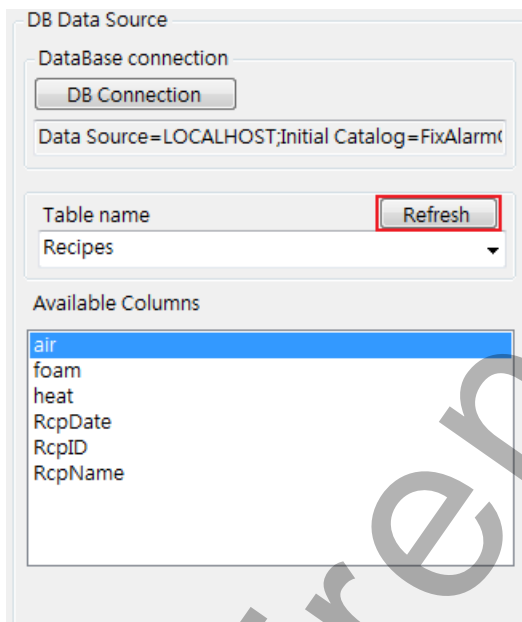 DB Data Source
DataBase connection
DB Connection
Data Source=LOCALHOST;Initial Catalog=FixAlarm
Table name
Refresh
Recipes
Available Columns
air
foam
heat
RcpDate
RcpID
RcpName